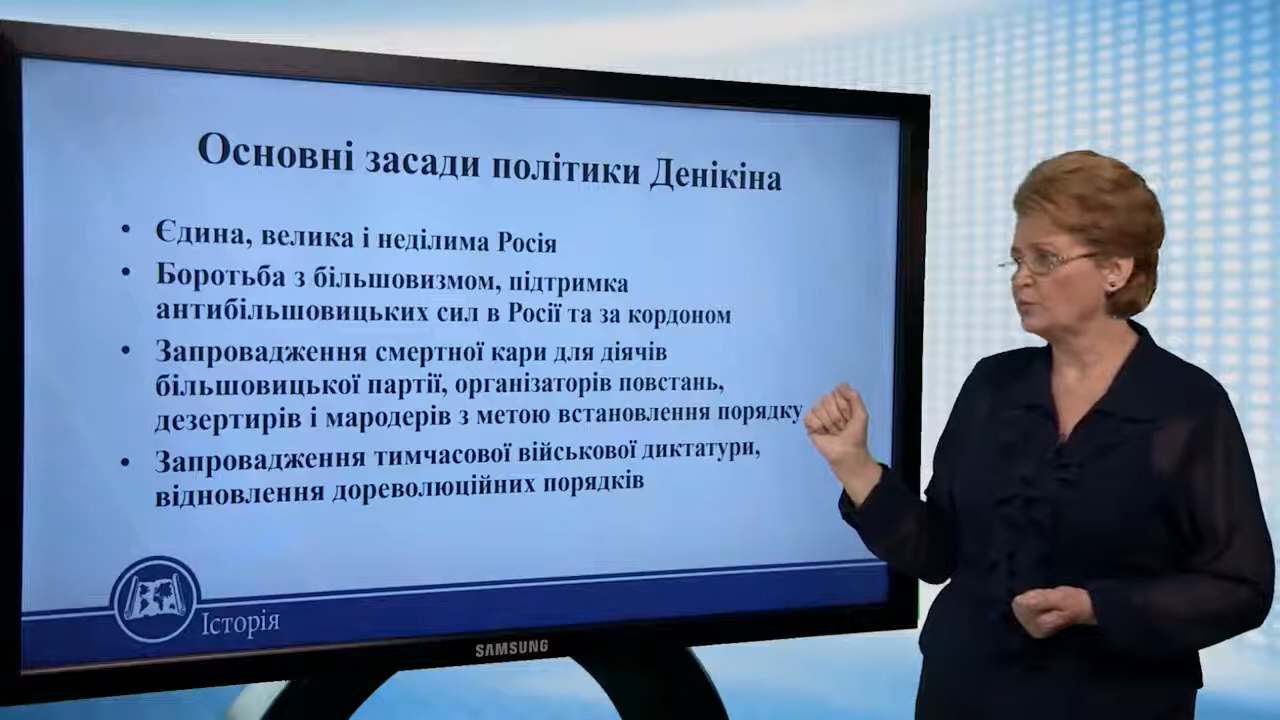 Основні засади політики Денікіна
• Єдина, велика і неділима Росія
• Боротьба з більшовизмом, підтримка
антибільшовицьких сил в Росії та за кордоном
• Запровадження смертної кари для діячів
більшовицької партії, організаторів повстань,
дезертирів і мародерів з метою встановлення порядку
• Запровадження тимчасової військової диктатури,
відновлення дореволюційних порядків
Історія
SAMSUNG